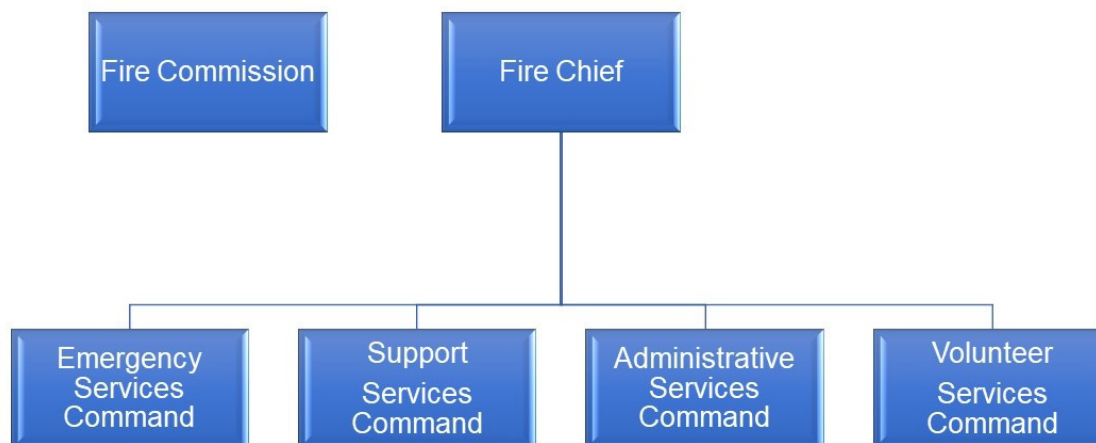 Fire Commission
Fire Chief
Emergency
Services
Command
Support
Services
Command
Administrative
Services
Command
Volunteer
Services
Command